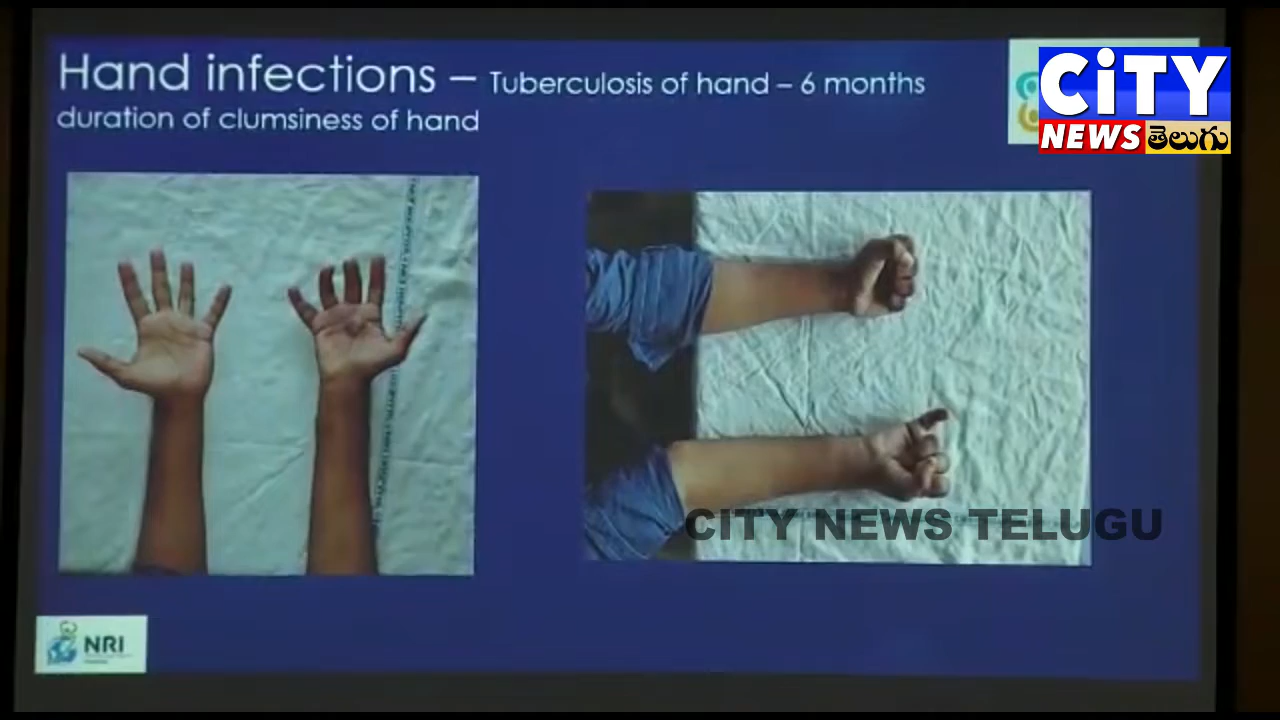 Hand infections – Tuberculosis of hand – 6 months
duration of clumsiness of hand
CiTY
NEWS తెలుగు
CITY NEWS TELUGU
NRI